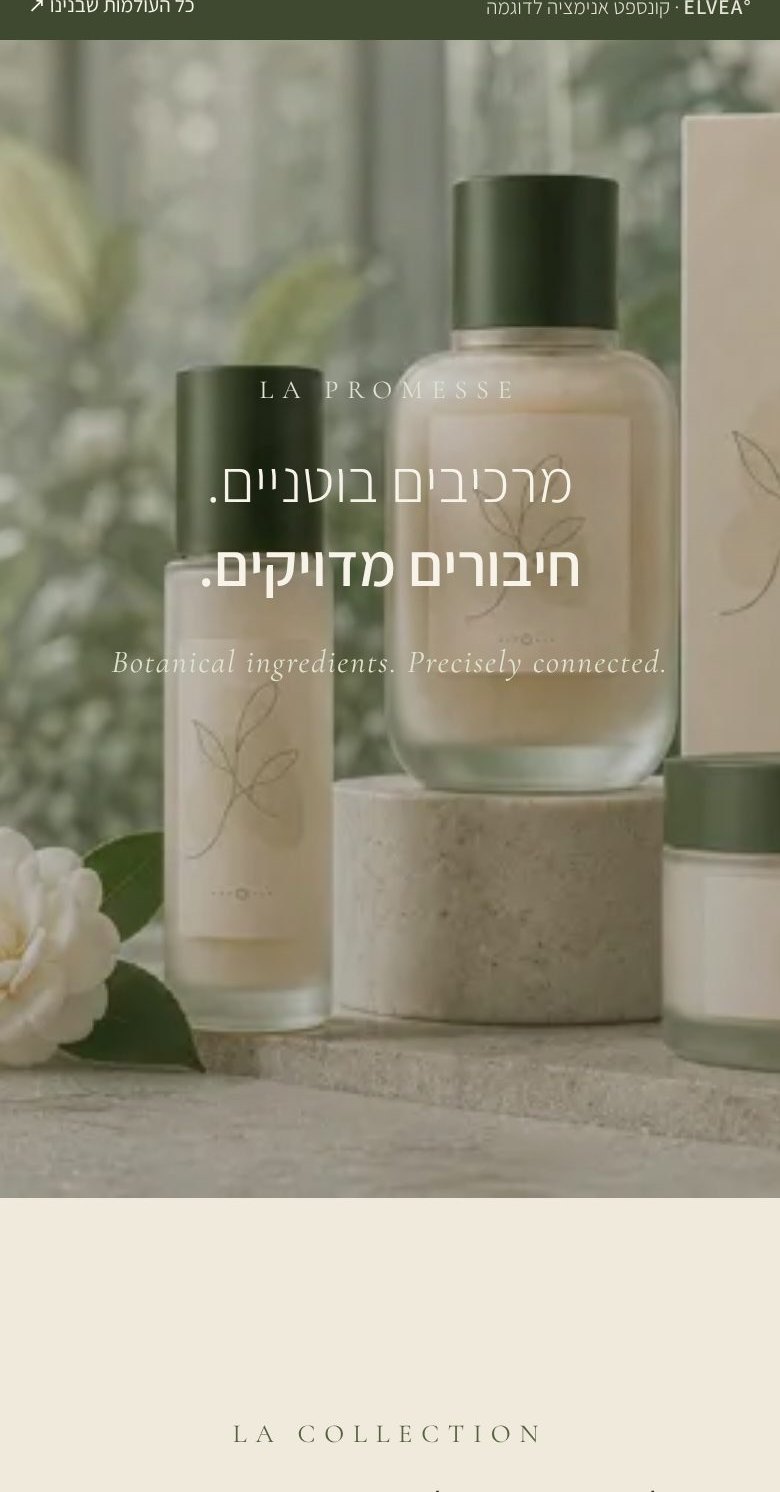 ELVEA° · קונספט אנימציה לדוגמה
כל העולמות שבנינו ↗
LA PROMESSE
מרכיבים בוטניים.
חיבורים מדויקים.
Botanical ingredients. Precisely connected.
LA COLLECTION